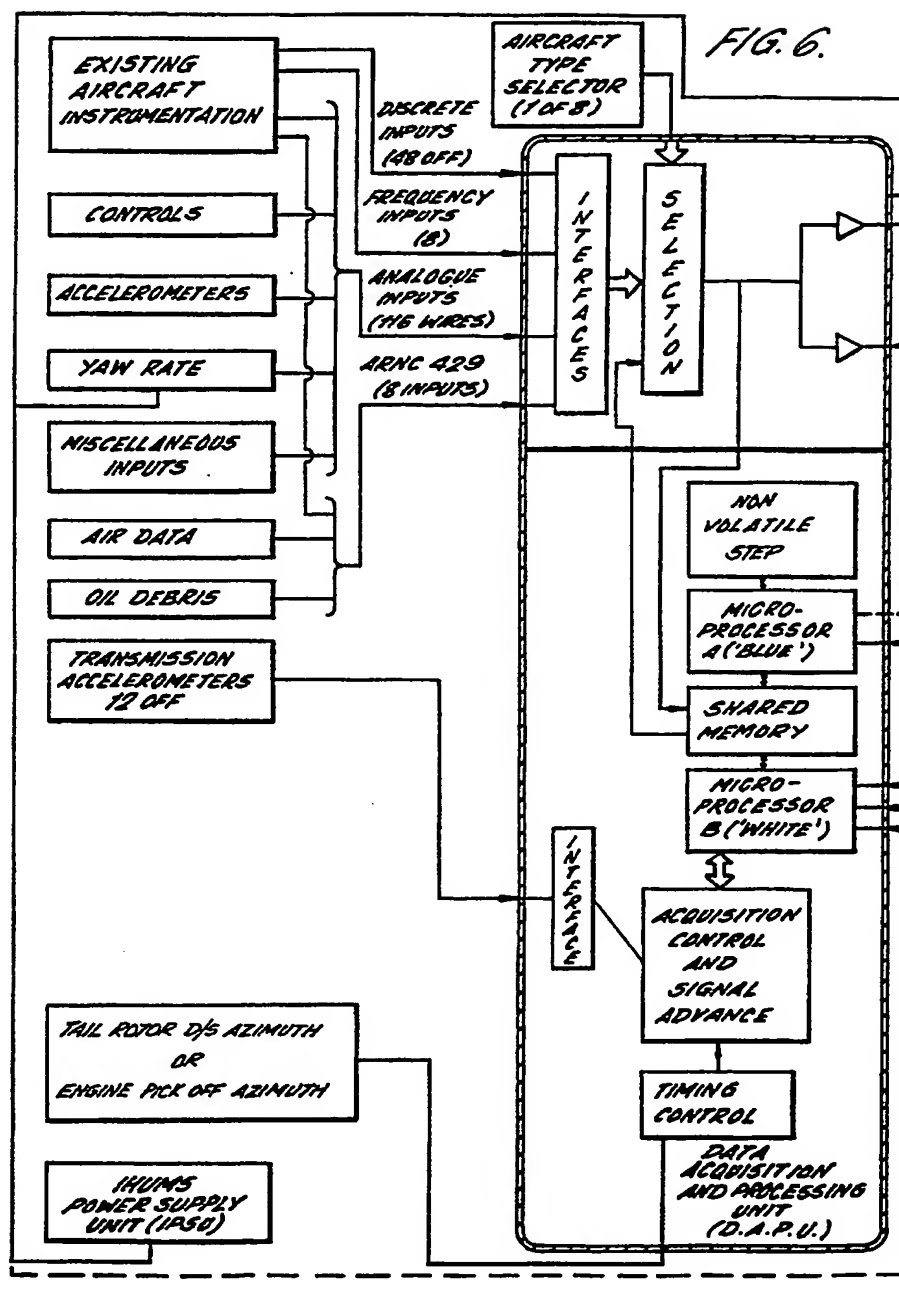 FIG. 6.
EXISTING
AIRCRAFT
INSTROMENTATION
CONTROLS
ACCELEROMETERS
YAW RATE
MISCELLANEOUS
INPUTS
AIR DATA
OIL DEBRIS
TRANSMISSION
ACCELEROMETERS
12 OFF
TAIL ROTOR D/S AZIMUTH
OR
ENGINE PICK OFF AZIMUTH
IHUMS
POWER SUPPLY
UNIT (IPSU)
DISCRETE
INPUTS
(48 OFF)
FREQUENCY
INPUTS
(8)
ANALOGUE
INPUTS
(116 WIRES)
ARNC 429
(8 INPUTS)
AIRCRAFT
TYPE
SELECTOR
(1 OF 8)
INTERFACES
SELECTION
NON
VOLATILE
STEP
MICRO-
PROCESSOR
A ('BLUE')
SHARED
MEMORY
MICRO-
PROCESSOR
B ('WHITE')
INTERFACE
ACQUISITION
CONTROL
AND
SIGNAL
ADVANCE
TIMING
CONTROL
DATA
ACQUISITION
AND PROCESSING
UNIT
(D.A.P.U.)